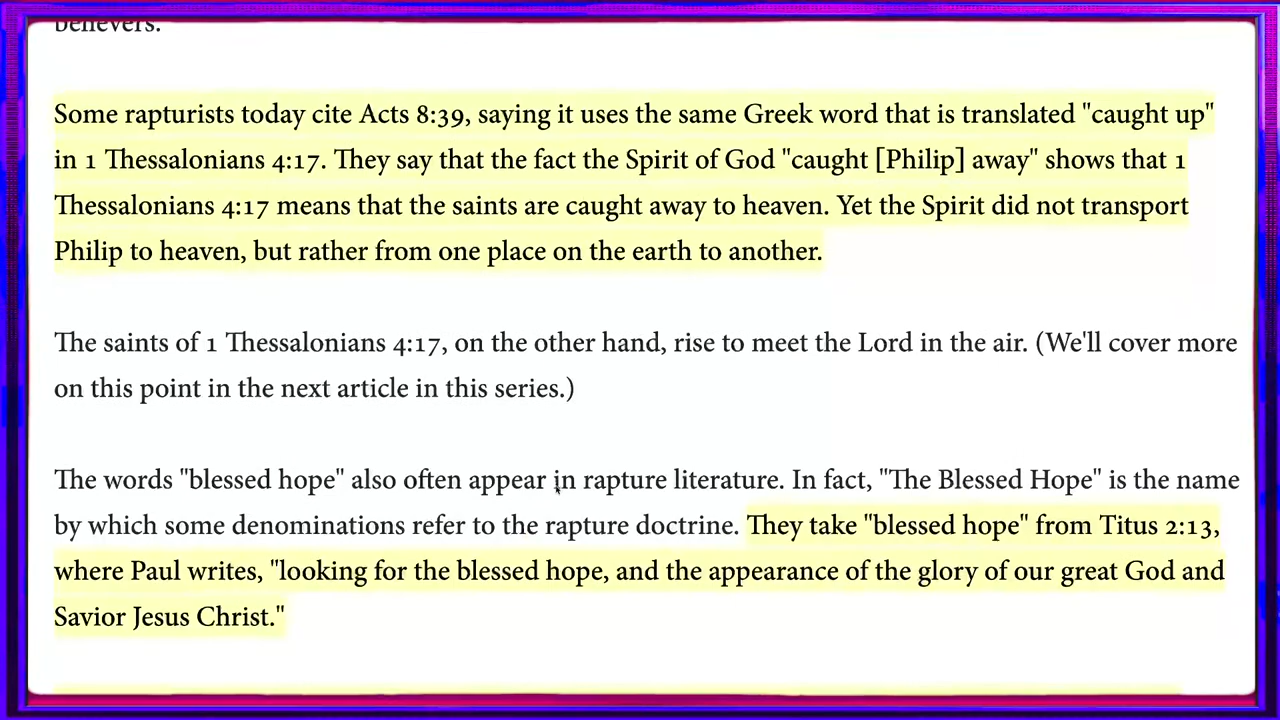 believers.
Some rapturists today cite Acts 8:39, saying it uses the same Greek word that is translated "caught up"
in 1 Thessalonians 4:17. They say that the fact the Spirit of God "caught [Philip] away" shows that 1
Thessalonians 4:17 means that the saints are caught away to heaven. Yet the Spirit did not transport
Philip to heaven, but rather from one place on the earth to another.
The saints of 1 Thessalonians 4:17, on the other hand, rise to meet the Lord in the air. (We'll cover more
on this point in the next article in this series.)
The words "blessed hope" also often appear in rapture literature. In fact, "The Blessed Hope" is the name
by which some denominations refer to the rapture doctrine. They take "blessed hope" from Titus 2:13,
where Paul writes, "looking for the blessed hope, and the appearance of the glory of our great God and
Savior Jesus Christ."